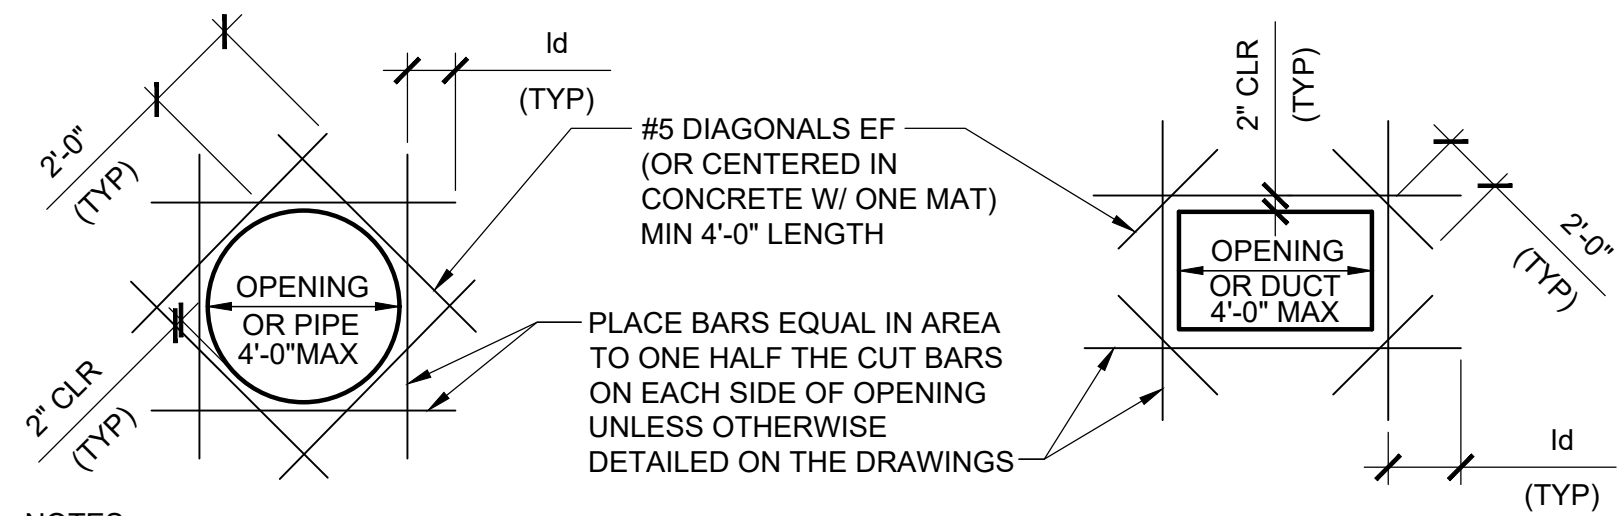 2'-0"
(TYP)
ld
(TYP)
#5 DIAGONALS EF
(OR CENTERED IN
CONCRETE W/ ONE MAT)
MIN 4'-0" LENGTH
OPENING
OR PIPE
4'-0"MAX
2" CLR
(TYP)
PLACE BARS EQUAL IN AREA
TO ONE HALF THE CUT BARS
ON EACH SIDE OF OPENING
UNLESS OTHERWISE
DETAILED ON THE DRAWINGS
2" CLR
(TYP)
OPENING
OR DUCT
4'-0" MAX
2'-0"
(TYP)
ld
(TYP)
NOTES